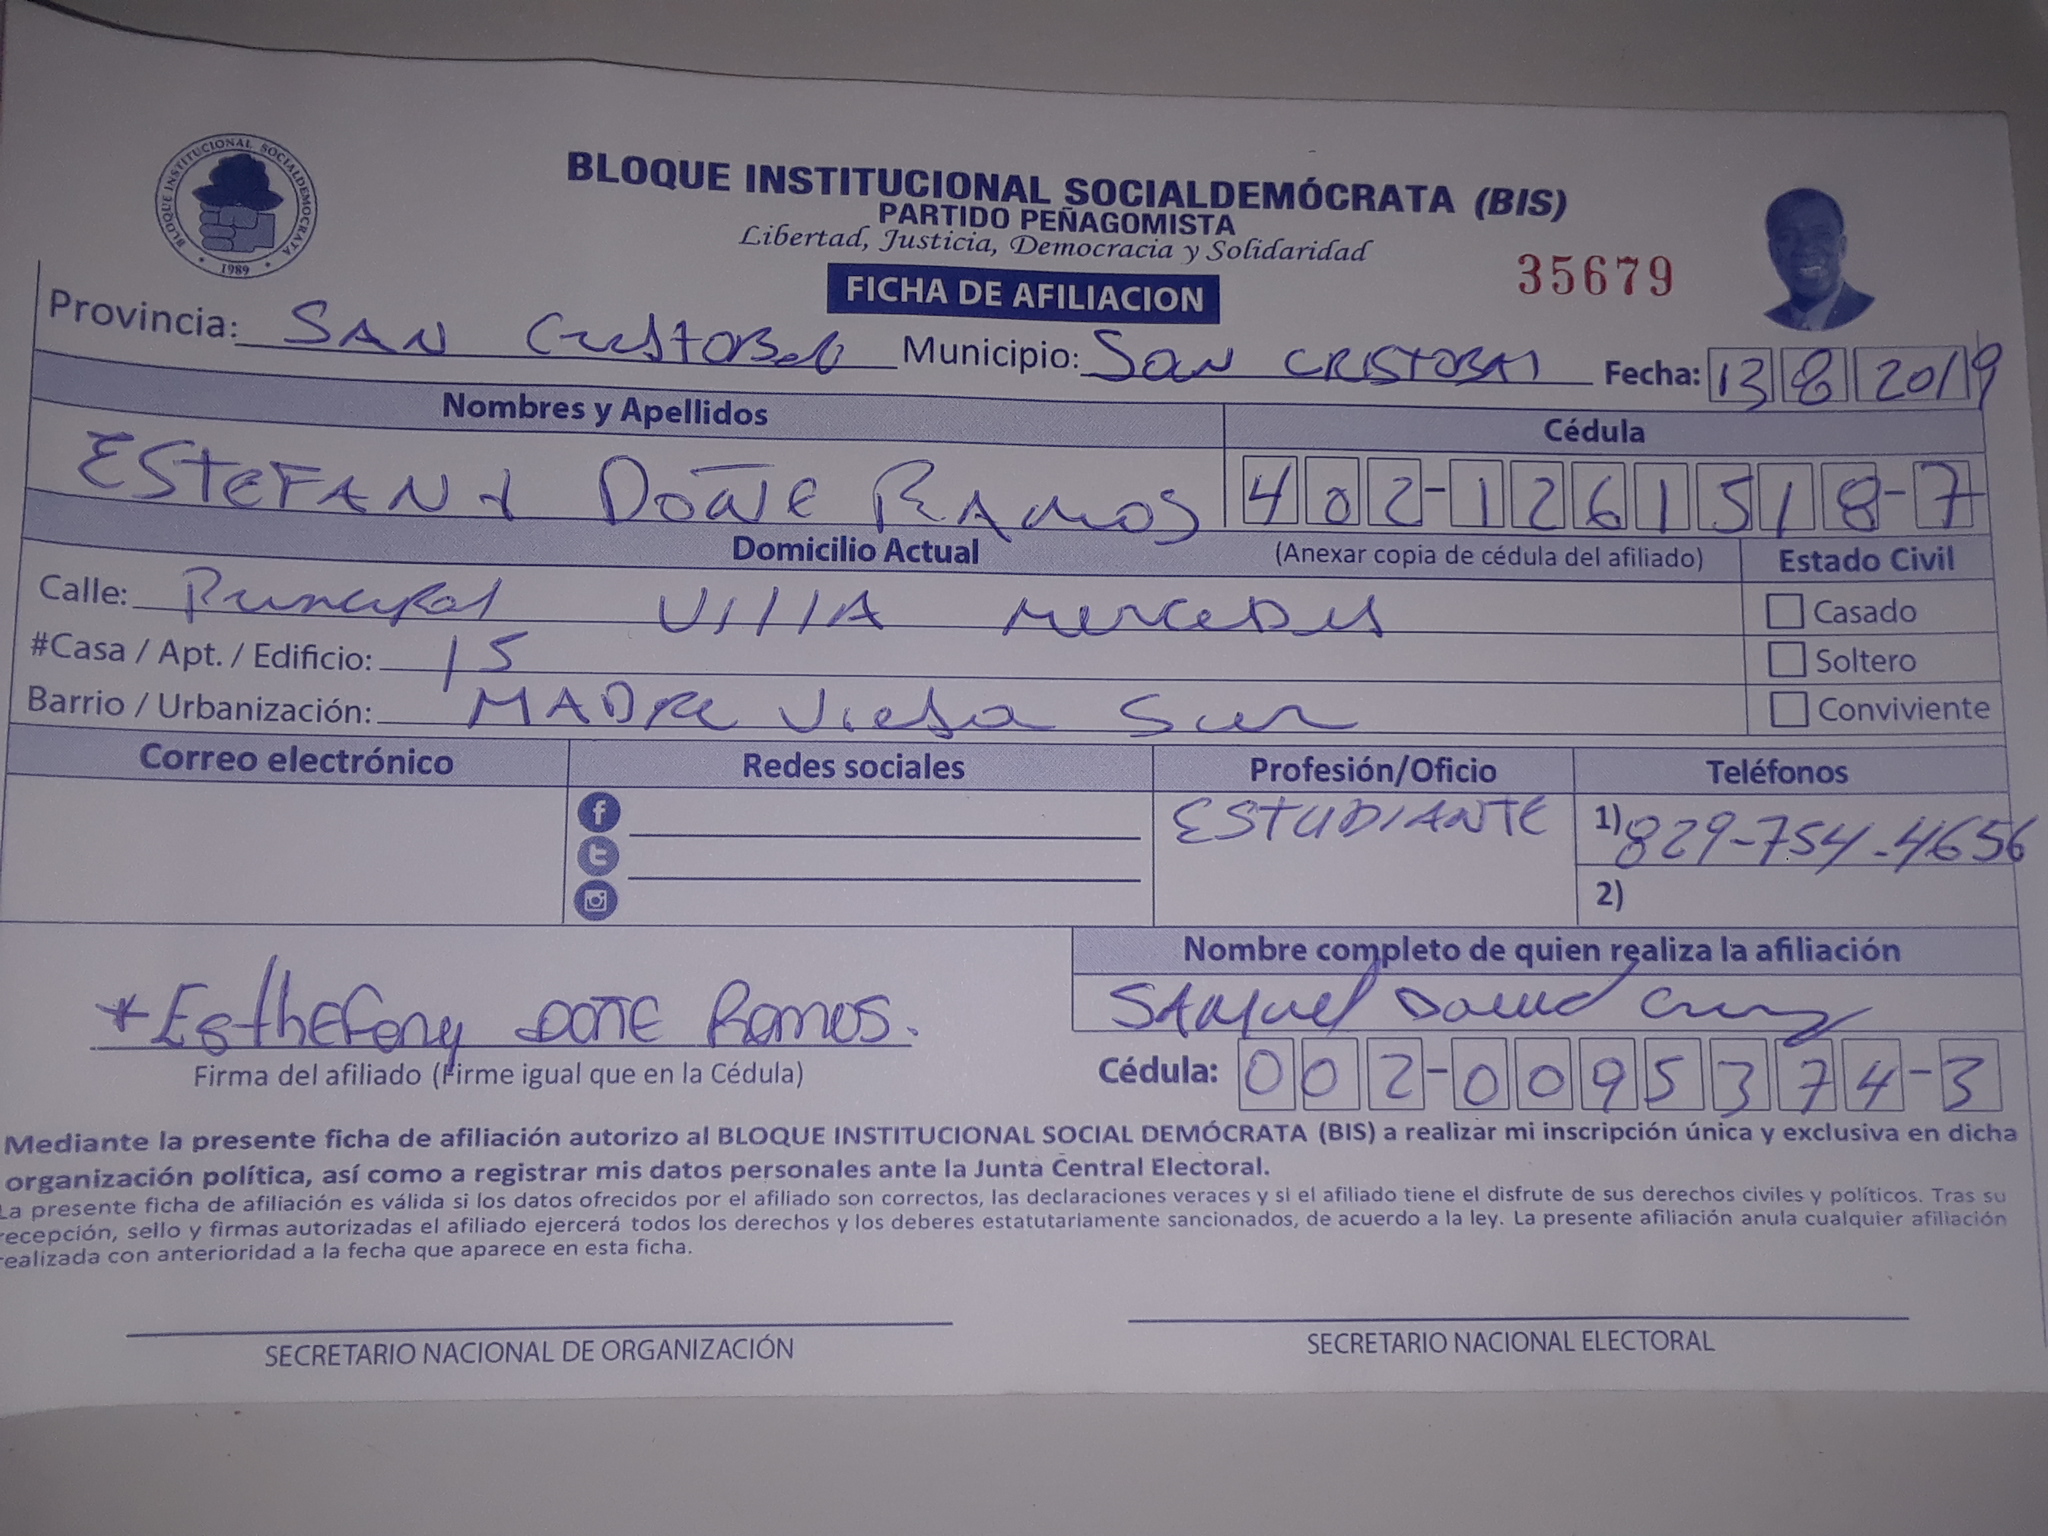 BLOQUE INSTITUCIONAL SOCIALDEMOCRATA
1989
BLOQUE INSTITUCIONAL SOCIALDEMÓCRATA (BIS)
PARTIDO PEÑAGOMISTA
Libertad, Justicia, Democracia y Solidaridad
FICHA DE AFILIACION
35679
Provincia: SAN CRISTOBAL Municipio: SAN CRISTOBAL Fecha: 13 8 2019
Nombres y Apellidos Cédula
ESTEFANY DOÑE RAMOS 402-1261518-7
Domicilio Actual (Anexar copia de cédula del afiliado) Estado Civil
Calle: Principal VILLA MERCEDES Casado
#Casa / Apt. / Edificio: 15 Soltero
Barrio / Urbanización: MADRE VIEJA SUR Conviviente
Correo electrónico Redes sociales Profesión/Oficio Teléfonos
ESTUDIANTE 1) 829-754-4656
2)
Nombre completo de quien realiza la afiliación
SAMUEL DAVID CRUZ
*Esthefany DOÑE Ramos.
Firma del afiliado (Firme igual que en la Cédula) Cédula: 002-0095374-3
Mediante la presente ficha de afiliación autorizo al BLOQUE INSTITUCIONAL SOCIAL DEMÓCRATA (BIS) a realizar mi inscripción única y exclusiva en dicha
organización política, así como a registrar mis datos personales ante la Junta Central Electoral.
La presente ficha de afiliación es válida si los datos ofrecidos por el afiliado son correctos, las declaraciones veraces y si el afiliado tiene el disfrute de sus derechos civiles y políticos. Tras su
recepción, sello y firmas autorizadas el afiliado ejercerá todos los derechos y los deberes estatutariamente sancionados, de acuerdo a la ley. La presente afiliación anula cualquier afiliación
realizada con anterioridad a la fecha que aparece en esta ficha.
SECRETARIO NACIONAL DE ORGANIZACIÓN SECRETARIO NACIONAL ELECTORAL